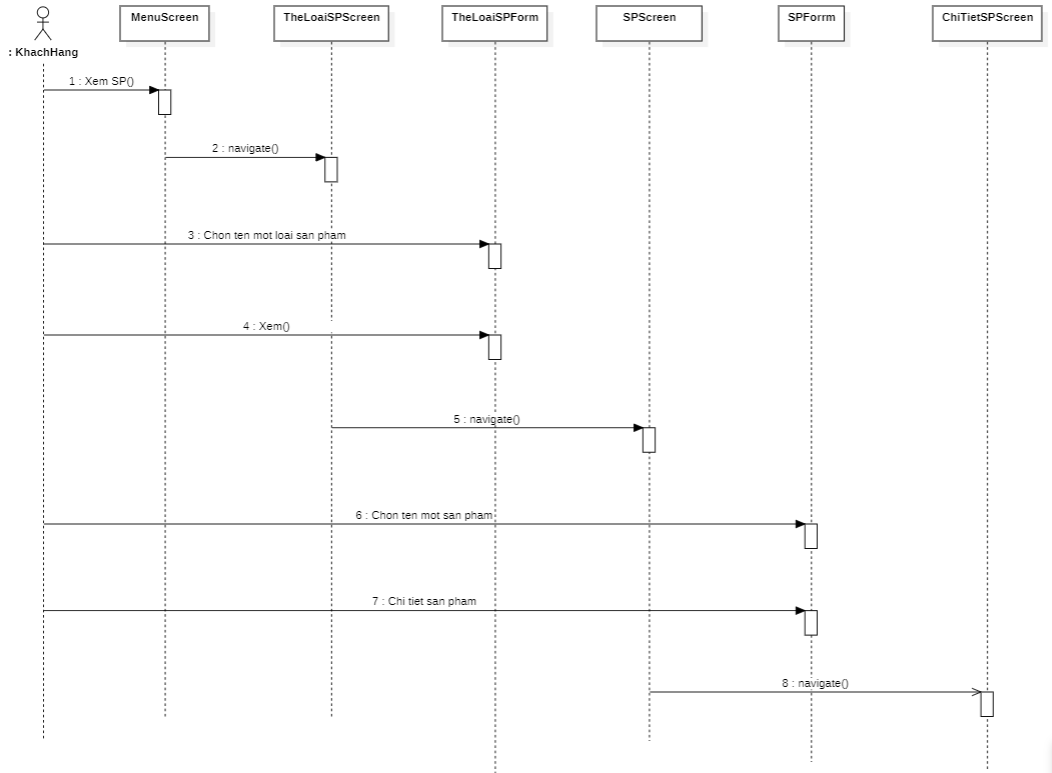 MenuScreen
TheLoaiSPScreen
TheLoaiSPForm
SPScreen
SPForrm
ChiTietSPScreen
: KhachHang
1 : Xem SP()
2 : navigate()
3 : Chon ten mot loai san pham
4 : Xem()
5 : navigate()
6 : Chon ten mot san pham
7 : Chi tiet san pham
8 : navigate()